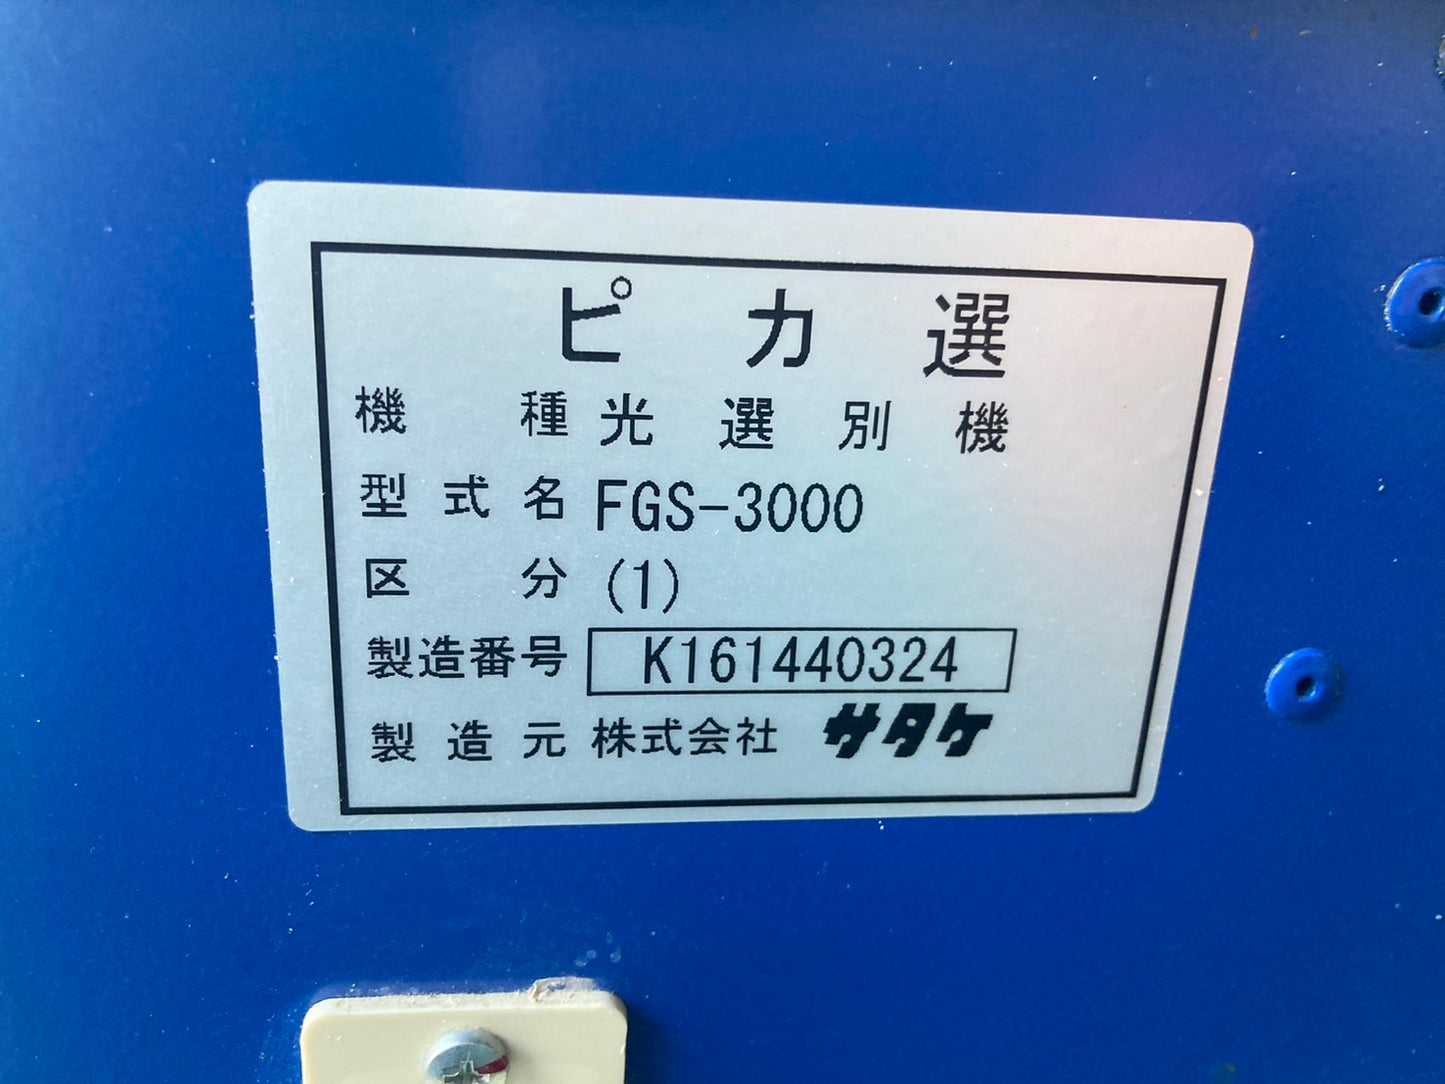 ピカ選
機種 光選別機
型式名 FGS-3000
区分 (1)
製造番号 K161440324
製造元 株式会社 サタケ